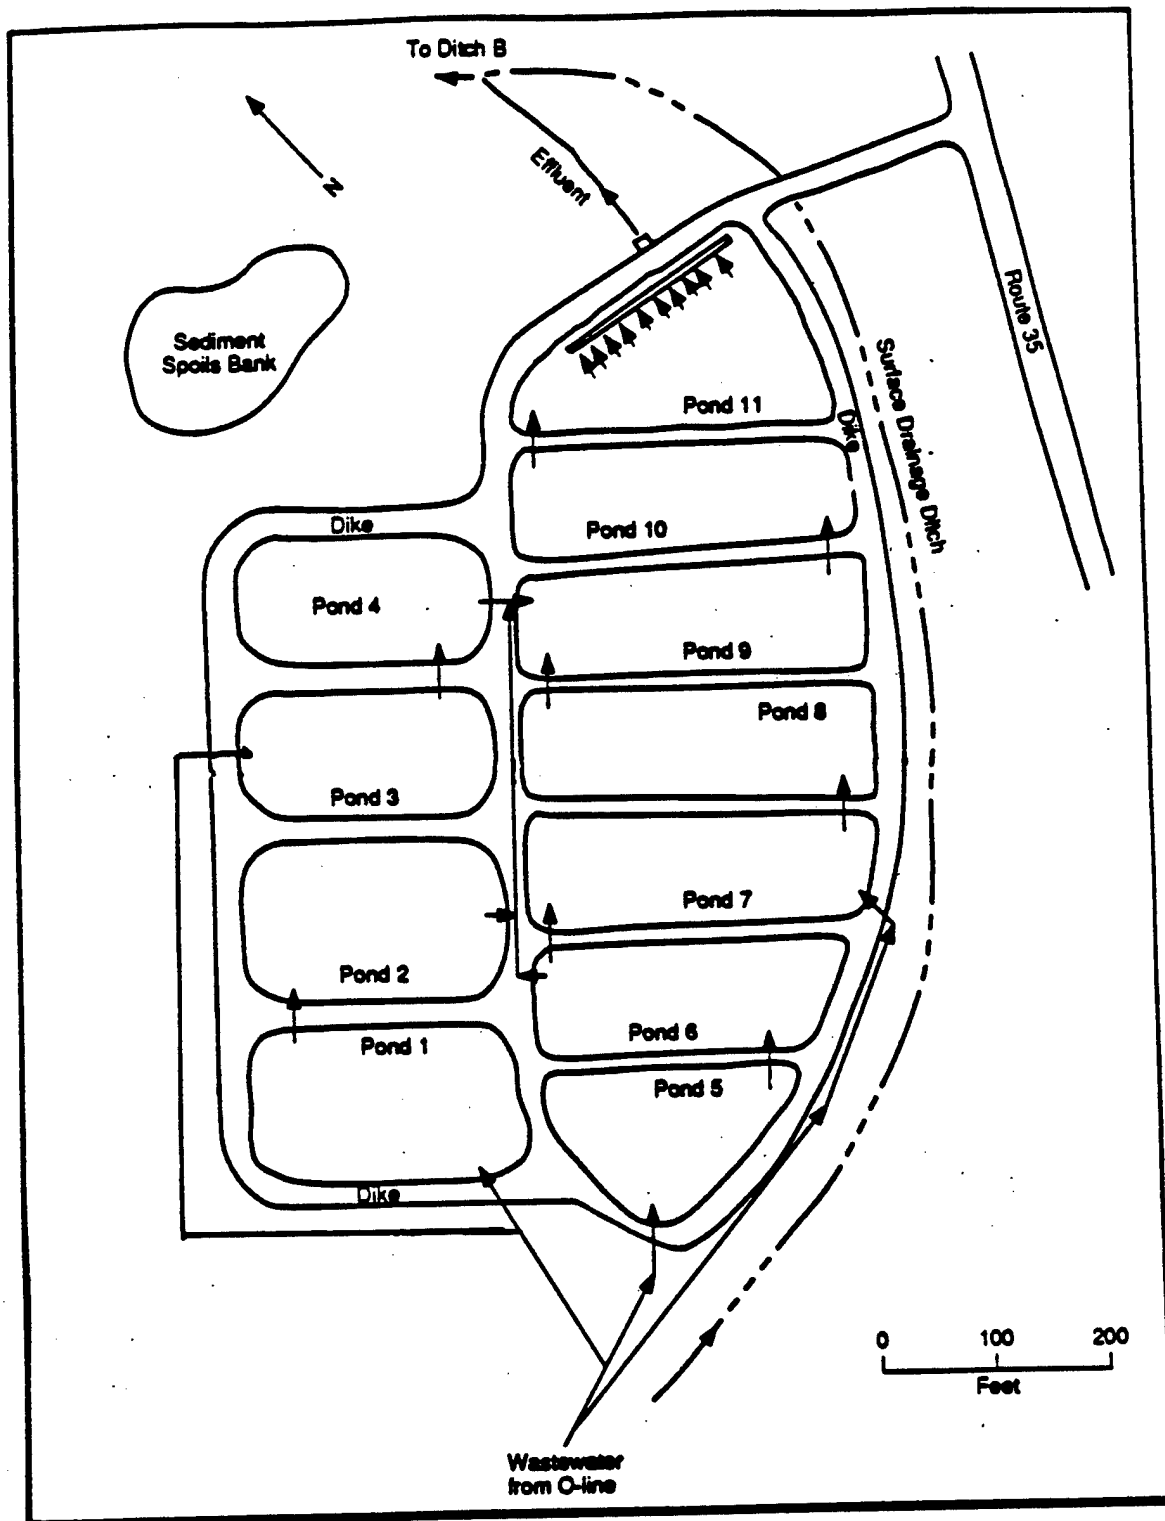 To Ditch B
Effluent
N
Route 35
Sediment
Spoils Bank
Surface Drainage Ditch
Pond 11
Dike
Dike
Pond 10
Pond 4
Pond 9
Pond 8
Pond 3
Pond 7
Pond 2
Pond 6
Pond 1
Pond 5
Dike
0 100 200
Feet
Wastewater
from O-line